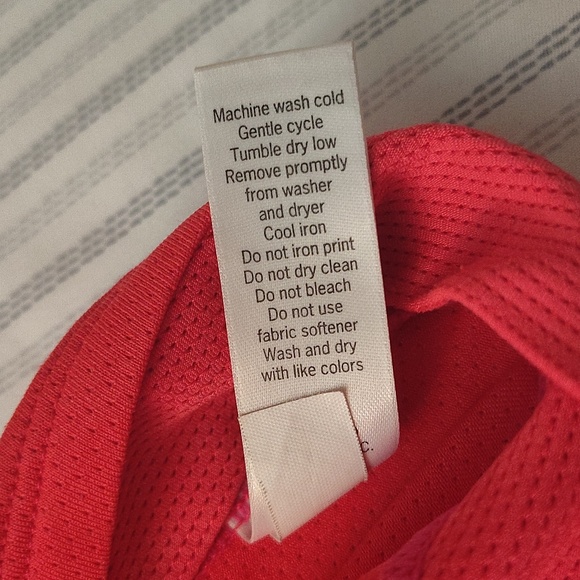 Machine wash cold
Gentle cycle
Tumble dry low
Remove promptly
from washer
and dryer
Cool iron
Do not iron print
Do not dry clean
Do not bleach
Do not use
fabric softener
Wash and dry
with like colors
c.